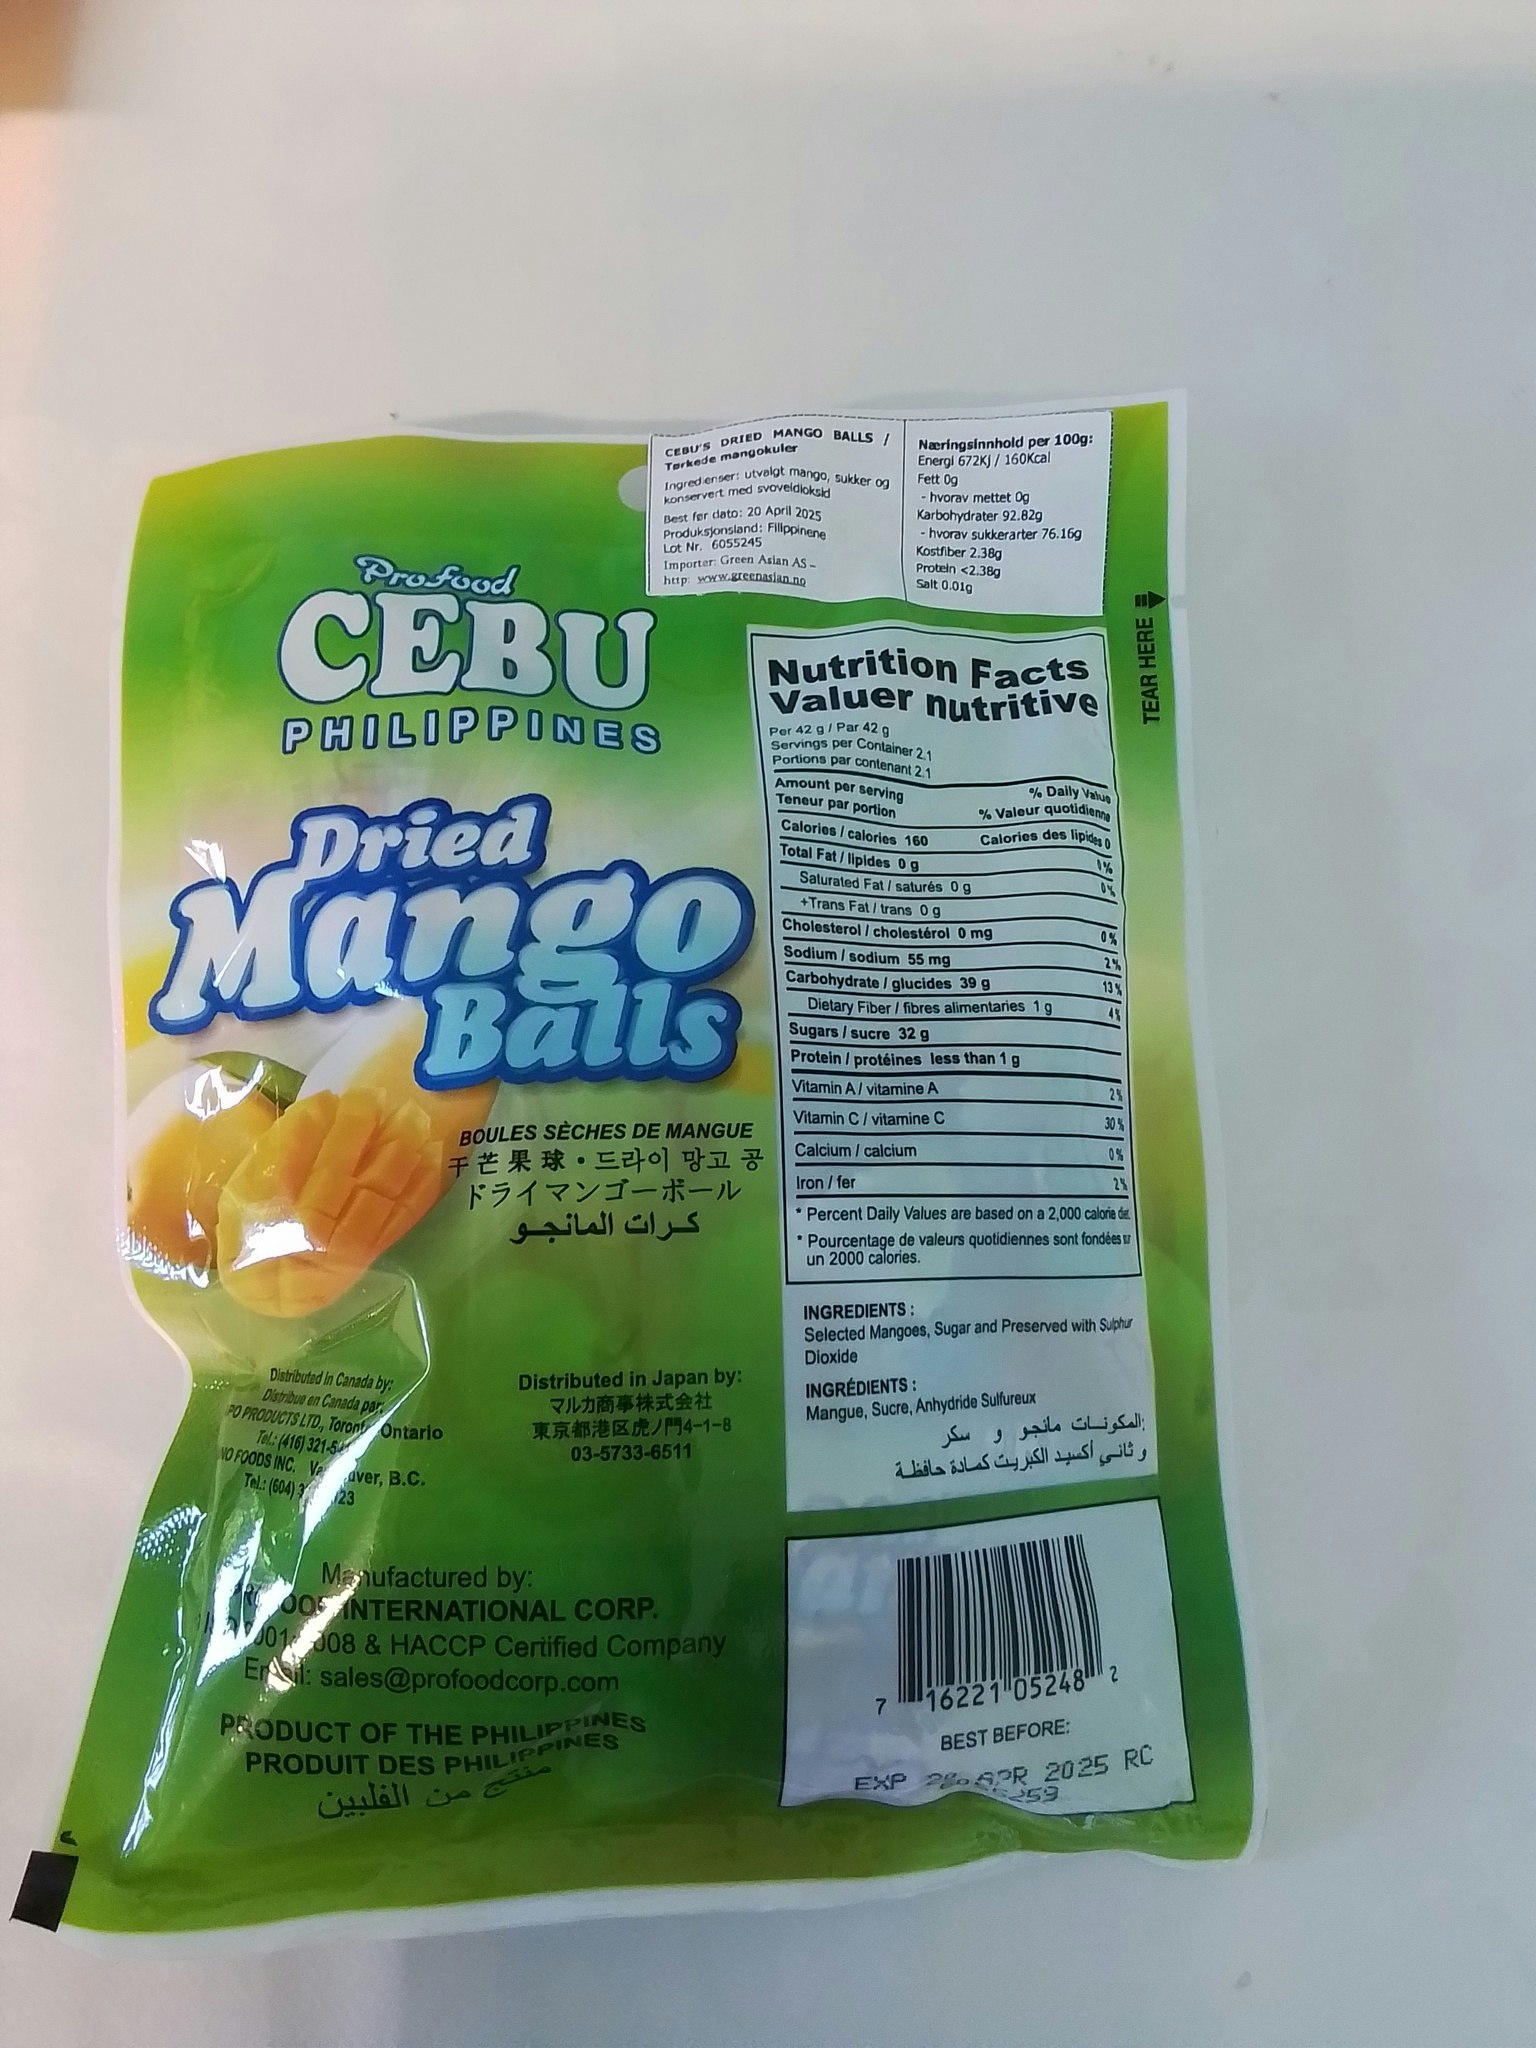 CEBU'S DRIED MANGO BALLS /
Tørkede mangokuler
Ingredienser: utvalgt mango, sukker og
konservert med svoveldioksid
Best før dato: 20 April 2025
Produksjonsland: Filippinene
Lot Nr. 6055245
Importer: Green Asian AS -
http: www.greenasian.no
Næringsinnhold per 100g:
Energi 672KJ / 160Kcal
Fett 0g
- hvorav mettet 0g
Karbohydrater 92.82g
- hvorav sukkerarter 76.16g
Kostfiber 2.38g
Protein <2.38g
Salt 0.01g
TEAR HERE
Profood
CEBU
PHILIPPINES
Dried
Mango
Balls
BOULES SÈCHES DE MANGUE
干芒果球・드라이 망고 공
ドライマンゴーボール
كرات المانجو
Nutrition Facts
Valuer nutritive
Per 42 g / Par 42 g
Servings per Container 2.1
Portions par contenant 2.1
Amount per serving % Daily Value
Teneur par portion % Valeur quotidienne
Calories / calories 160 Calories des lipides 0
Total Fat / lipides 0 g 0%
Saturated Fat / saturés 0 g 0%
+Trans Fat / trans 0 g
Cholesterol / cholestérol 0 mg 0%
Sodium / sodium 55 mg 2%
Carbohydrate / glucides 39 g 13%
Dietary Fiber / fibres alimentaries 1 g 4%
Sugars / sucre 32 g
Protein / protéines less than 1 g
Vitamin A / vitamine A 2%
Vitamin C / vitamine C 30%
Calcium / calcium 0%
Iron / fer 2%
* Percent Daily Values are based on a 2,000 calorie diet.
* Pourcentage de valeurs quotidiennes sont fondées sur
un 2000 calories.
INGREDIENTS :
Selected Mangoes, Sugar and Preserved with Sulphur
Dioxide
INGRÉDIENTS :
Mangue, Sucre, Anhydride Sulfureux
المكونات: مانجو و سكر
و ثاني أكسيد الكبريت كمادة حافظة
Distributed in Canada by:
Distribue en Canada par:
PRODUCTS LTD., Toronto Ontario
Tel.: (416)
FOODS INC. B.C.
Tel.: (604)
Distributed in Japan by:
マルカ商事株式会社
東京都港区虎ノ門4-1-8
03-5733-6511
Manufactured by:
INTERNATIONAL CORP.
& HACCP Certified Company
Email: sales@profoodcorp.com
PRODUCT OF THE PHILIPPINES
PRODUIT DES PHILIPPINES
منتج من الفلبين
7 16221 05248 2
BEST BEFORE:
EXP APR 2025 RC